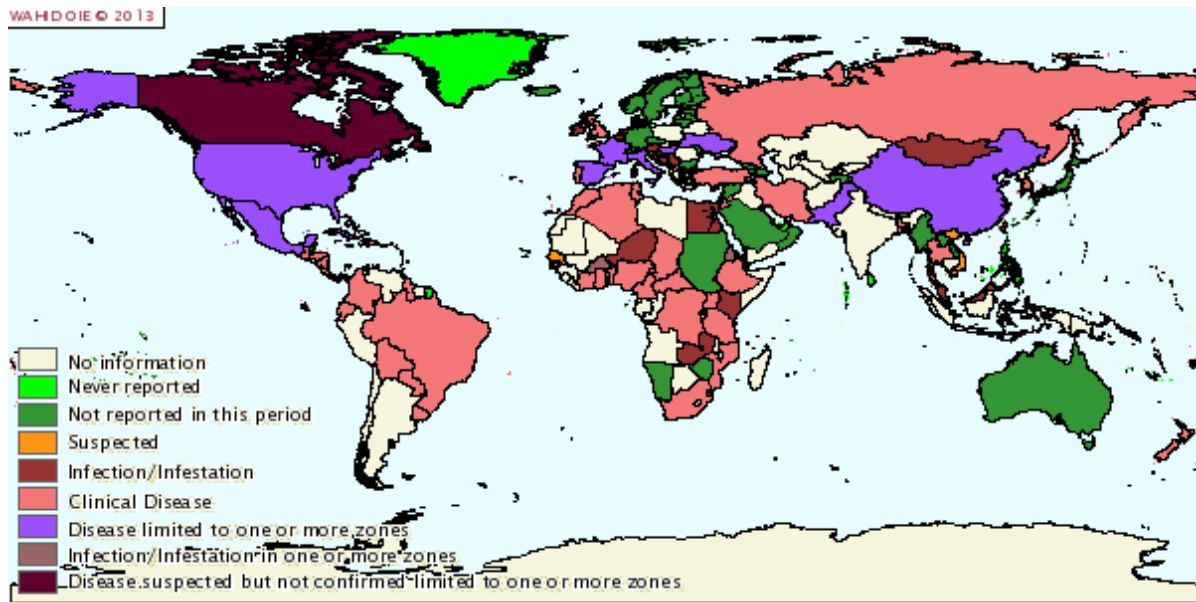 WAHIDOIE © 2013
No information
Never reported
Not reported in this period
Suspected
Infection/Infestation
Clinical Disease
Disease limited to one or more zones
Infection/Infestation in one or more zones
Disease.suspected but not confirmed limited to one or more zones